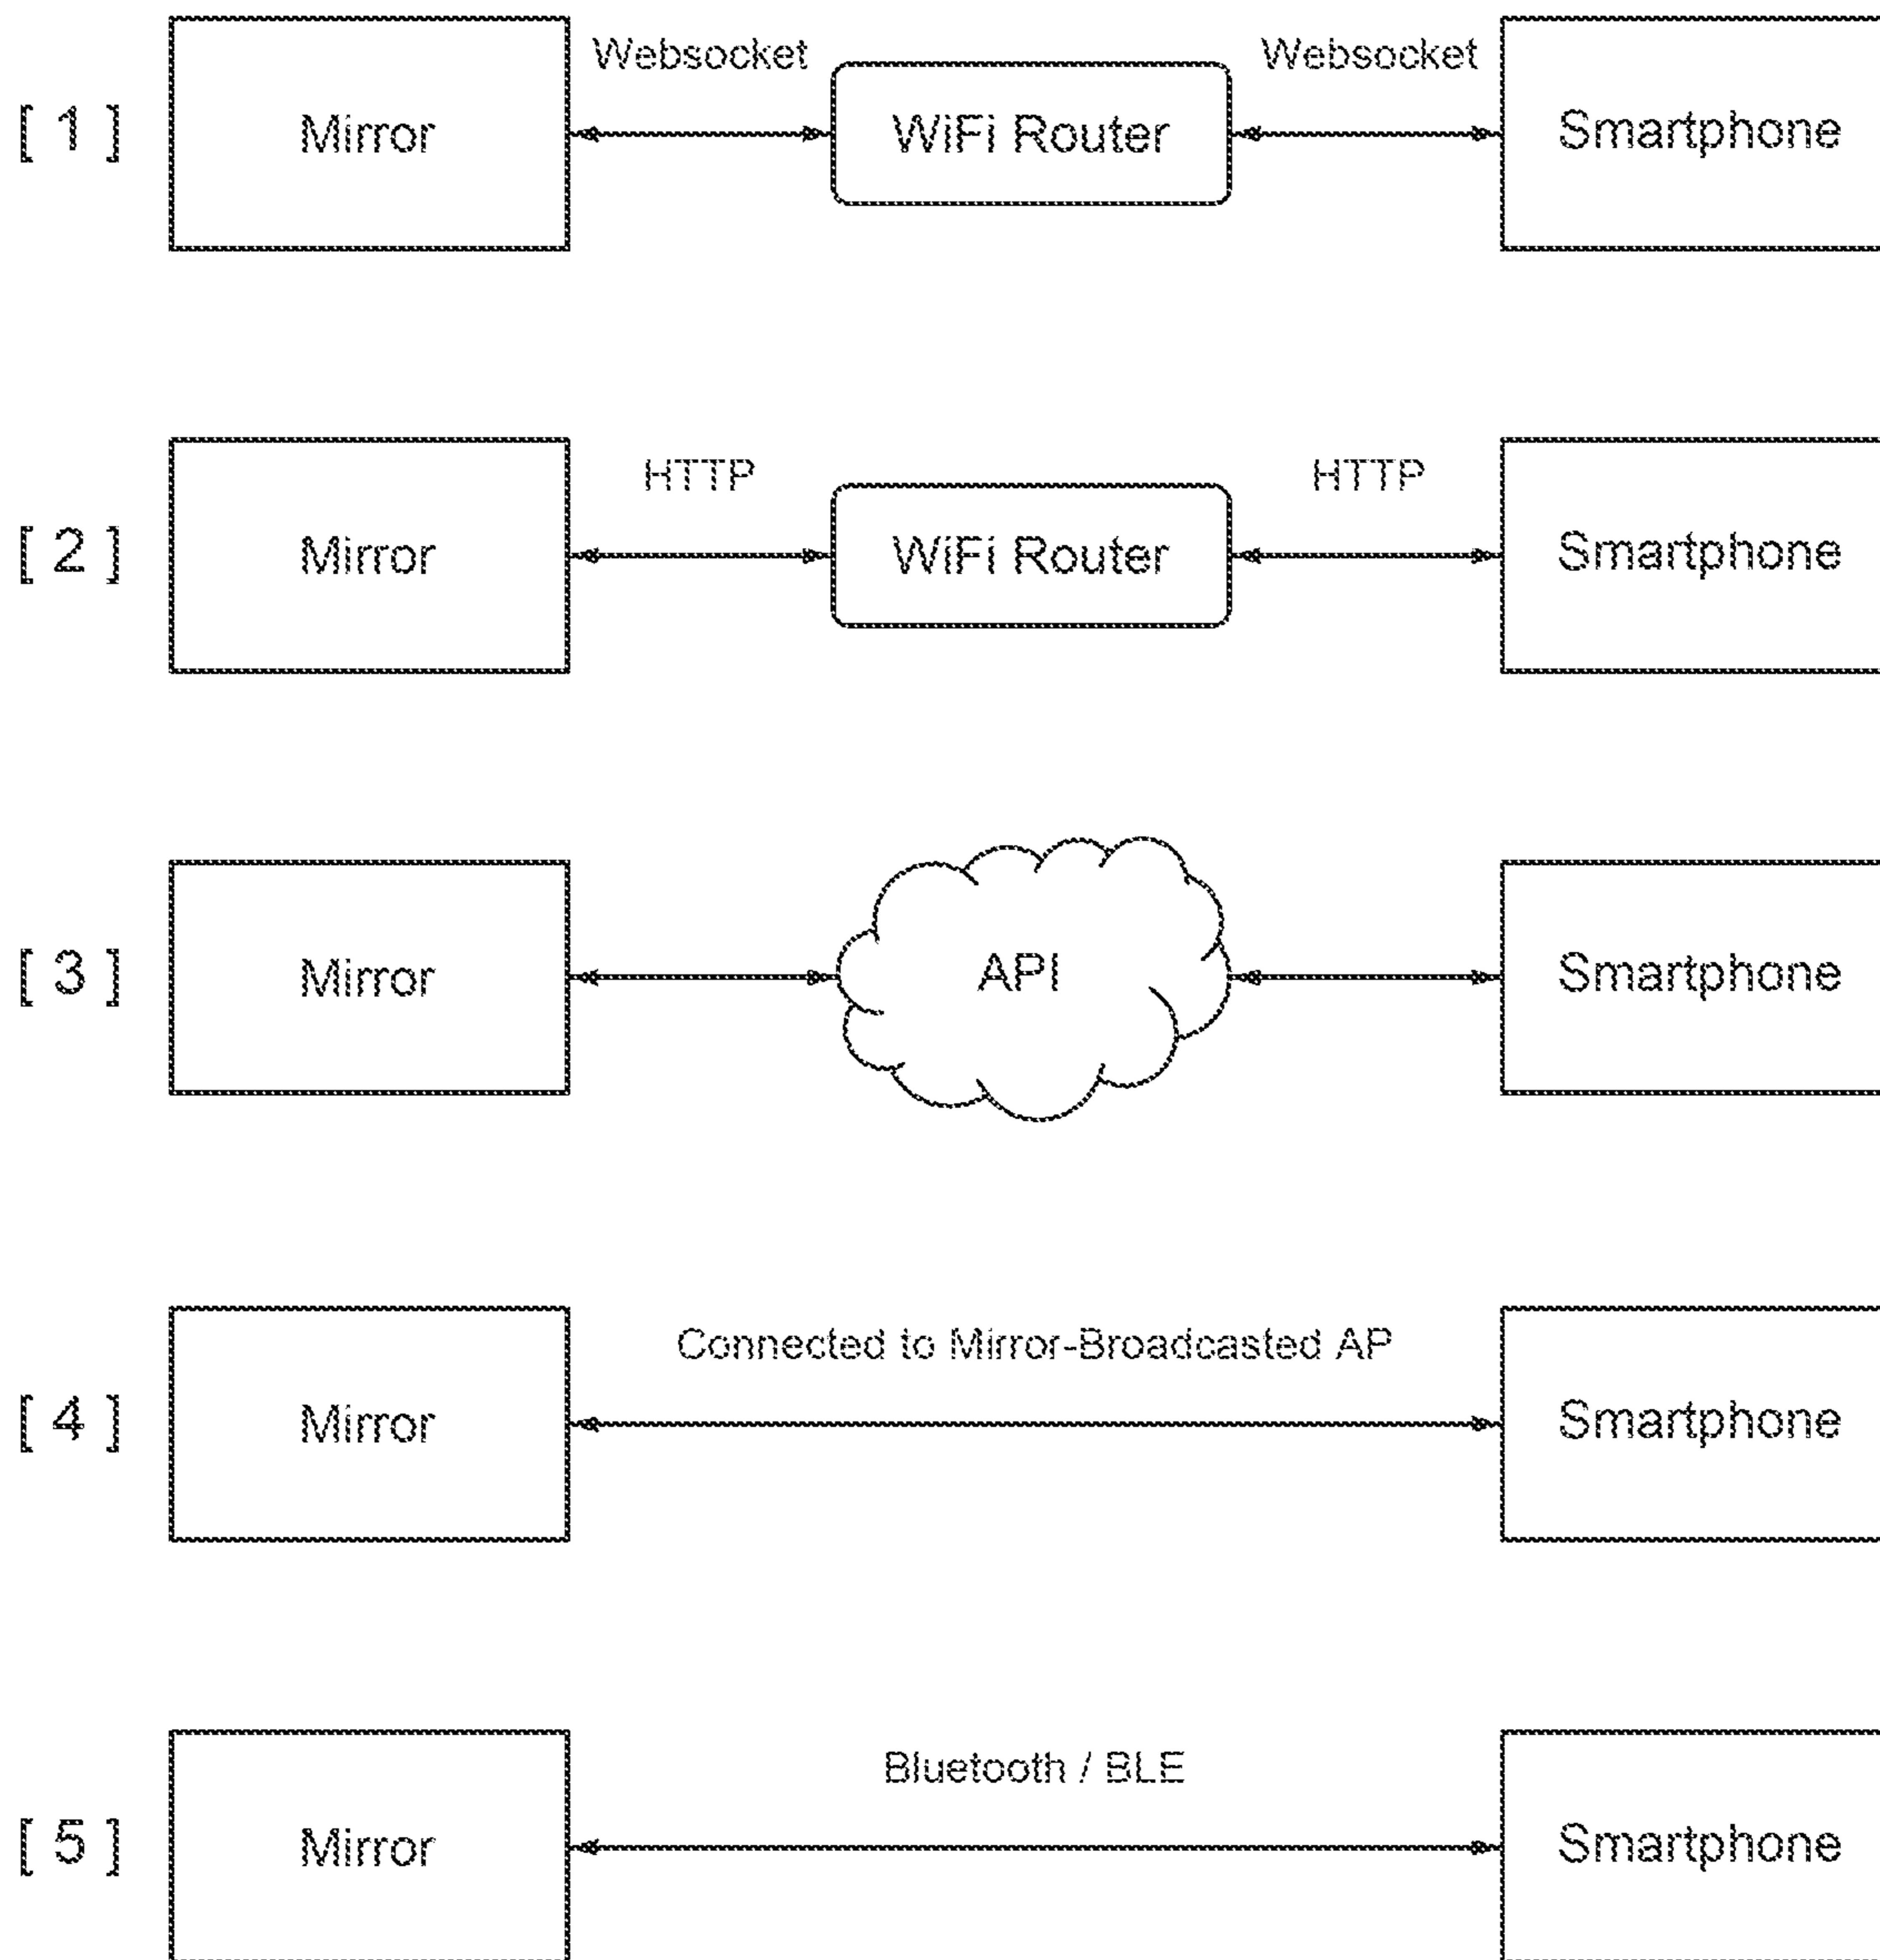 Websocket Websocket
[ 1 ] Mirror WiFi Router Smartphone
HTTP HTTP
[ 2 ] Mirror WiFi Router Smartphone
[ 3 ] Mirror API Smartphone
Connected to Mirror-Broadcasted AP
[ 4 ] Mirror Smartphone
Bluetooth / BLE
[ 5 ] Mirror Smartphone